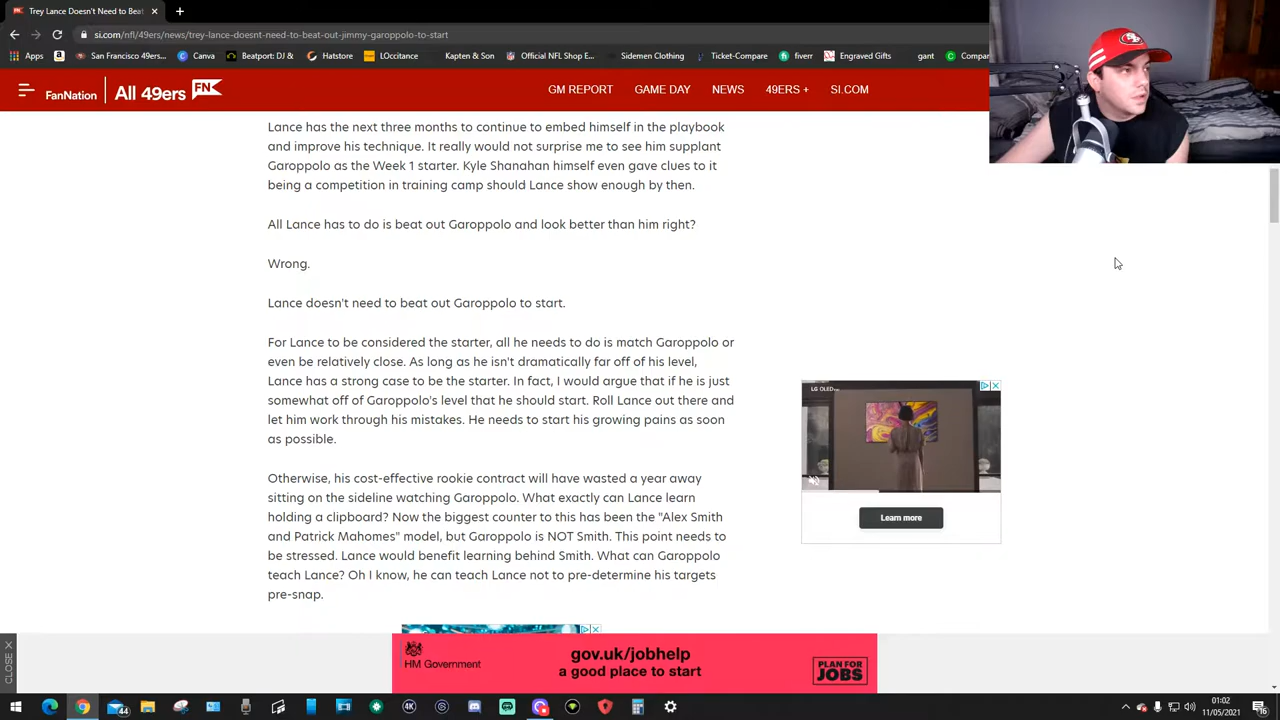 Trey Lance Doesn't Need to Beat
si.com/nfl/49ers/news/trey-lance-doesnt-need-to-beat-out-jimmy-garoppolo-to-start
Apps
San Francisco 49ers...
Canva
Beatport: DJ &...
Hatstore
LOccitance
Kapten & Son
Official NFL Shop E...
Sidemen Clothing
Ticket-Compare
fiverr
Engraved Gifts
gant
Comp
FanNation
All 49ers FN
GM REPORT
GAME DAY
NEWS
49ERS +
SI.COM
Lance has the next three months to continue to embed himself in the playbook
and improve his technique. It really would not surprise me to see him supplant
Garoppolo as the Week 1 starter. Kyle Shanahan himself even gave clues to it
being a competition in training camp should Lance show enough by then.
All Lance has to do is beat out Garoppolo and look better than him right?
Wrong.
Lance doesn't need to beat out Garoppolo to start.
For Lance to be considered the starter, all he needs to do is match Garoppolo or
even be relatively close. As long as he isn't dramatically far off of his level,
Lance has a strong case to be the starter. In fact, I would argue that if he is just
somewhat off of Garoppolo's level that he should start. Roll Lance out there and
let him work through his mistakes. He needs to start his growing pains as soon
as possible.
Otherwise, his cost-effective rookie contract will have wasted a year away
sitting on the sideline watching Garoppolo. What exactly can Lance learn
holding a clipboard? Now the biggest counter to this has been the "Alex Smith
and Patrick Mahomes" model, but Garoppolo is NOT Smith. This point needs to
be stressed. Lance would benefit learning behind Smith. What can Garoppolo
teach Lance? Oh I know, he can teach Lance not to pre-determine his targets
pre-snap.
LG OLED
Learn more
CLOSE X
HM Government
gov.uk/jobhelp
a good place to start
PLAN FOR
JOBS
44
4K
01:02
11/05/2021
16